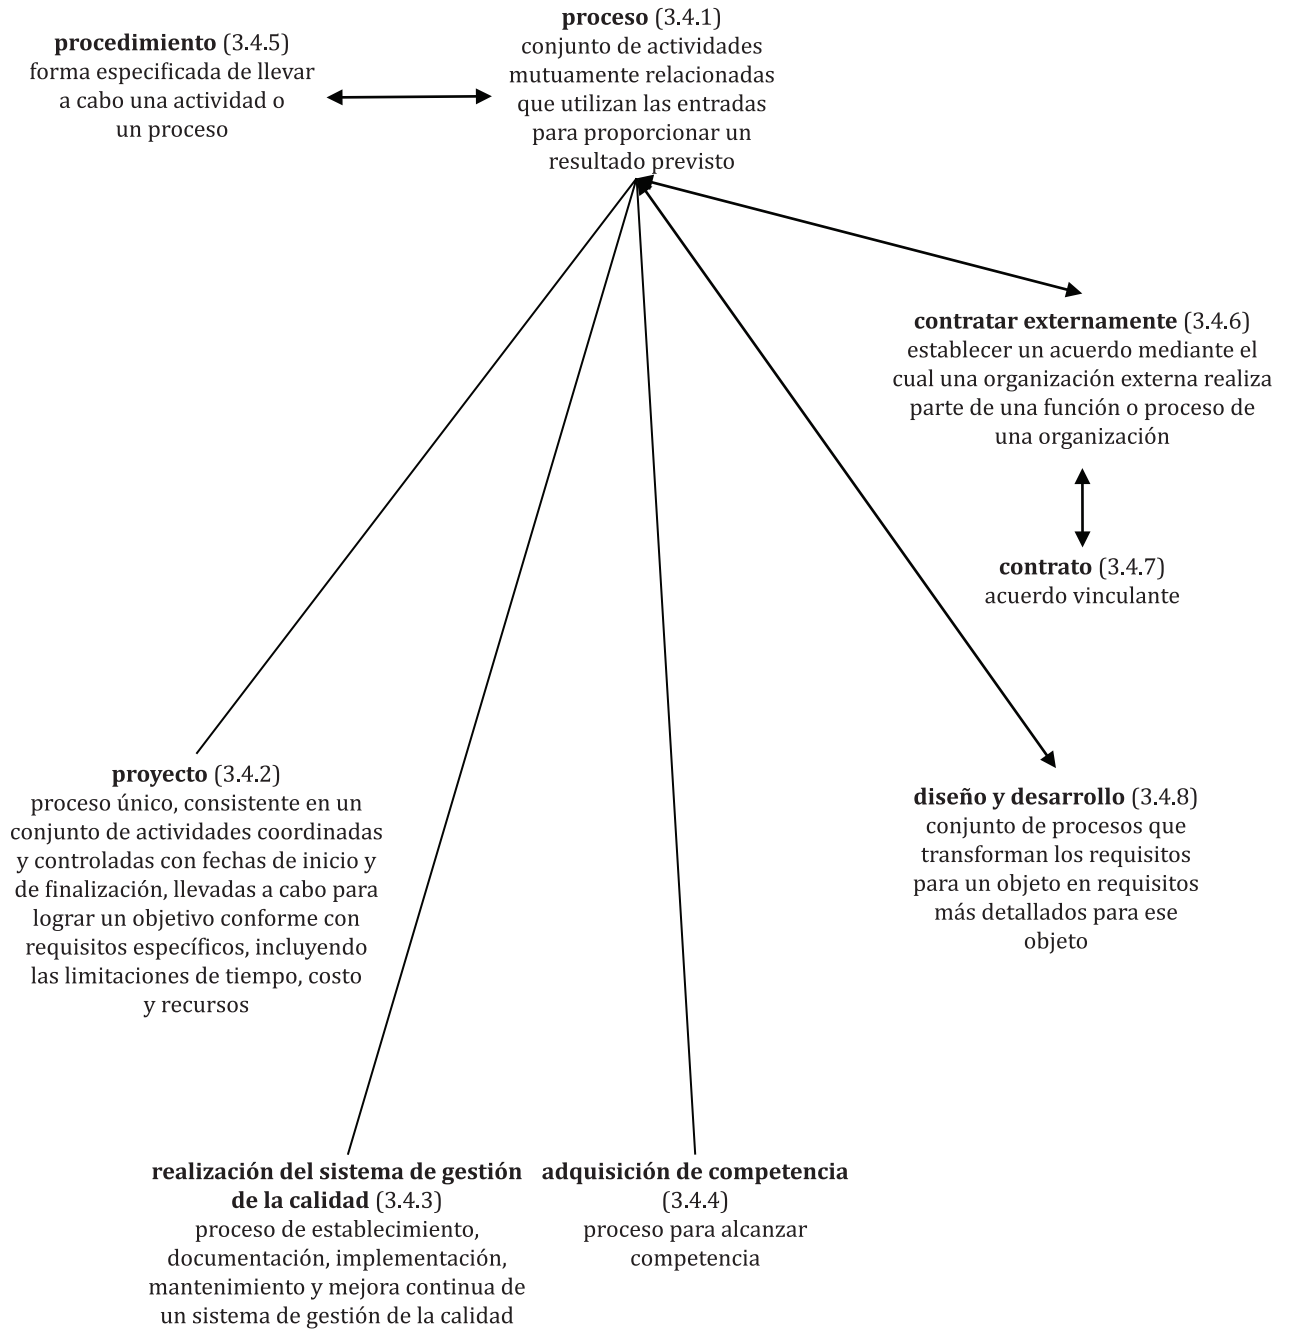 procedimiento (3.4.5)
forma especificada de llevar
a cabo una actividad o
un proceso
proceso (3.4.1)
conjunto de actividades
mutuamente relacionadas
que utilizan las entradas
para proporcionar un
resultado previsto
contratar externamente (3.4.6)
establecer un acuerdo mediante el
cual una organización externa realiza
parte de una función o proceso de
una organización
contrato (3.4.7)
acuerdo vinculante
proyecto (3.4.2)
proceso único, consistente en un
conjunto de actividades coordinadas
y controladas con fechas de inicio y
de finalización, llevadas a cabo para
lograr un objetivo conforme con
requisitos específicos, incluyendo
las limitaciones de tiempo, costo
y recursos
diseño y desarrollo (3.4.8)
conjunto de procesos que
transforman los requisitos
para un objeto en requisitos
más detallados para ese
objeto
realización del sistema de gestión
de la calidad (3.4.3)
proceso de establecimiento,
documentación, implementación,
mantenimiento y mejora continua de
un sistema de gestión de la calidad
adquisición de competencia
(3.4.4)
proceso para alcanzar
competencia